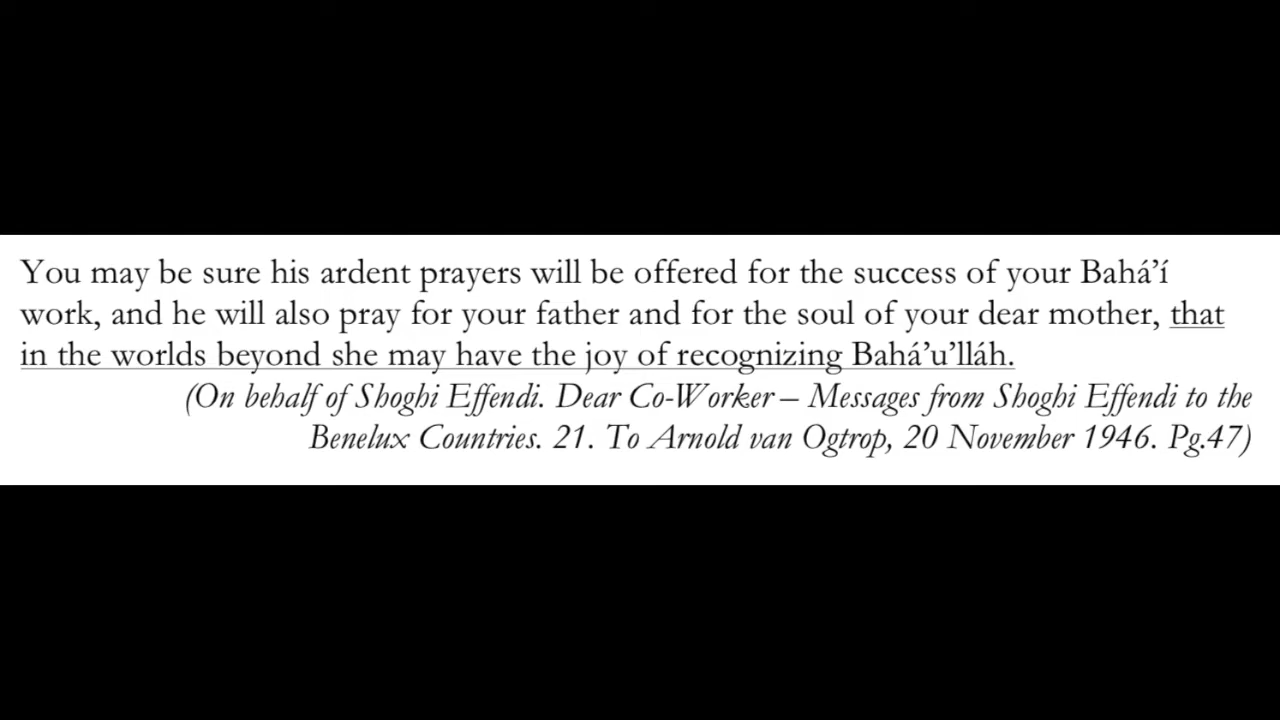 You may be sure his ardent prayers will be offered for the success of your Bahá’í
work, and he will also pray for your father and for the soul of your dear mother, that
in the worlds beyond she may have the joy of recognizing Bahá’u’lláh.
(On behalf of Shoghi Effendi. Dear Co-Worker – Messages from Shoghi Effendi to the
Benelux Countries. 21. To Arnold van Ogtrop, 20 November 1946. Pg.47)